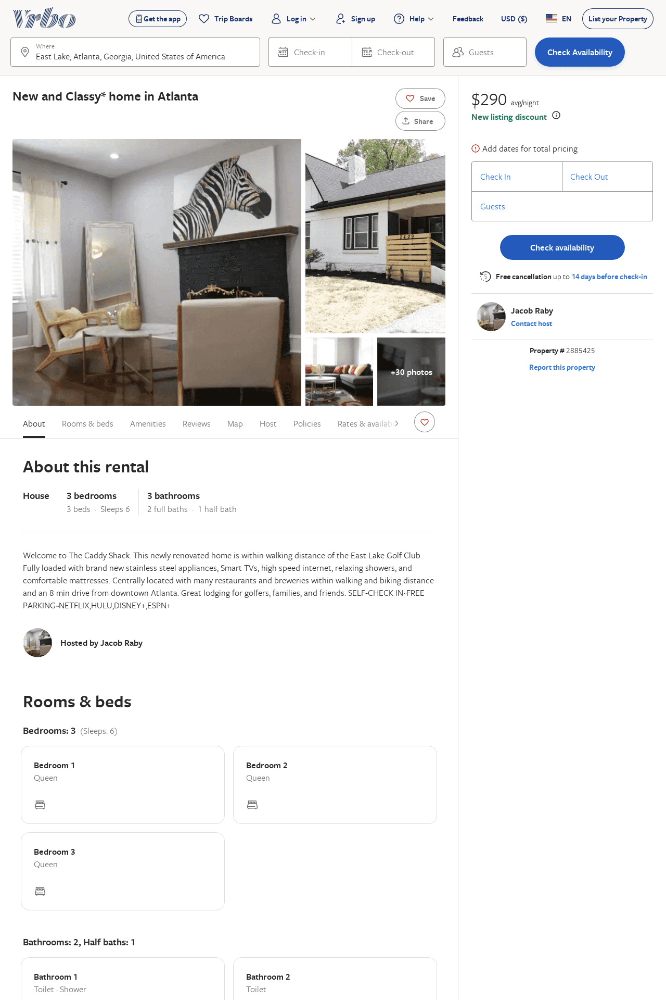 Vrbo
Get the app
Trip Boards
Log in
Sign up
Help
Feedback
USD ($)
EN
List your Property
Where
East Lake, Atlanta, Georgia, United States of America
Check-in
Check-out
Guests
Check Availability
New and Classy* home in Atlanta
Save
Share
2429
+30 photos
$290 avg/night
New listing discount
Add dates for total pricing
Check In
Check Out
Guests
Check availability
Free cancellation up to 14 days before check-in
Jacob Raby
Contact host
Property # 2885425
Report this property
About
Rooms & beds
Amenities
Reviews
Map
Host
Policies
Rates & availab
About this rental
House
3 bedrooms
3 beds · Sleeps 6
3 bathrooms
2 full baths · 1 half bath
Welcome to The Caddy Shack. This newly renovated home is within walking distance of the East Lake Golf Club.
Fully loaded with brand new stainless steel appliances, Smart TVs, high speed internet, relaxing showers, and
comfortable mattresses. Centrally located with many restaurants and breweries within walking and biking distance
and an 8 min drive from downtown Atlanta. Great lodging for golfers, families, and friends. SELF-CHECK IN~FREE
PARKING~NETFLIX,HULU,DISNEY+,ESPN+
Hosted by Jacob Raby
Rooms & beds
Bedrooms: 3 (Sleeps: 6)
Bedroom 1
Queen
Bedroom 2
Queen
Bedroom 3
Queen
Bathrooms: 2, Half baths: 1
Bathroom 1
Toilet · Shower
Bathroom 2
Toilet